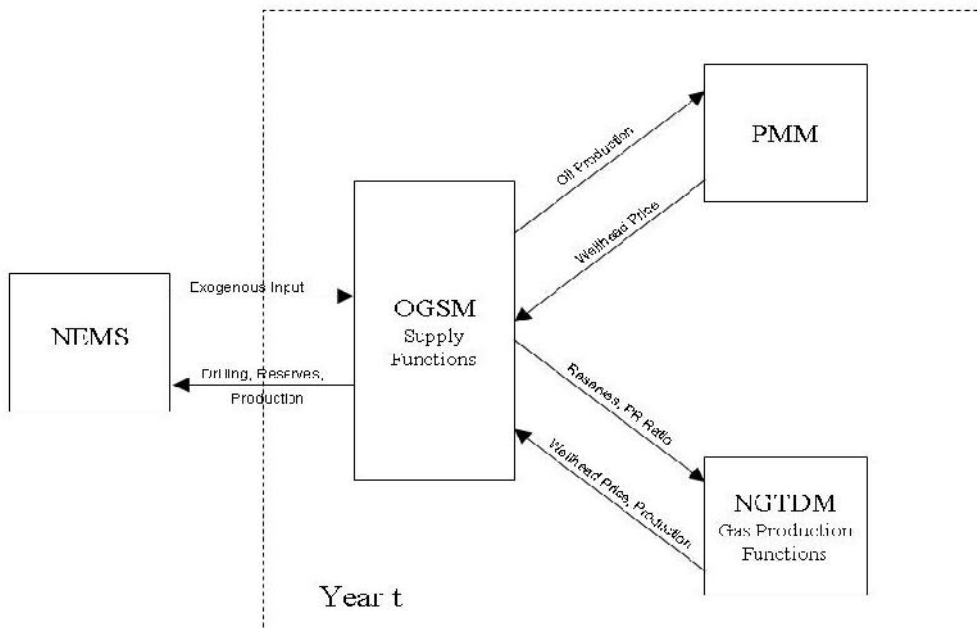 PMM
Oil Production
Wellhead Price
Exogenous Input
NEMS
OGSM
Supply
Functions
Drilling, Reserves,
Production
Reserves, PR Ratio
Wellhead Price, Production
NGTDM
Gas Production
Functions
Year t